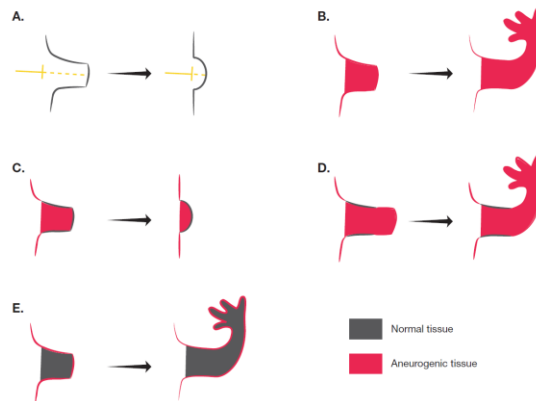 A.
B.
C.
D.
E.
Normal tissue
Aneurogenic tissue